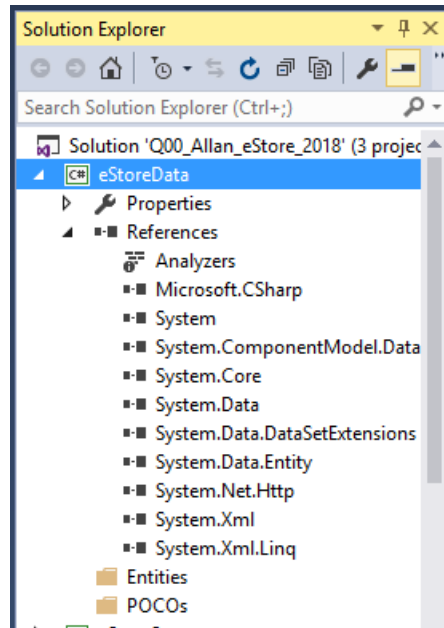 Solution Explorer
Search Solution Explorer (Ctrl+;)
Solution 'Q00_Allan_eStore_2018' (3 projec
C# eStoreData
Properties
References
Analyzers
Microsoft.CSharp
System
System.ComponentModel.Data
System.Core
System.Data
System.Data.DataSetExtensions
System.Data.Entity
System.Net.Http
System.Xml
System.Xml.Linq
Entities
POCOs